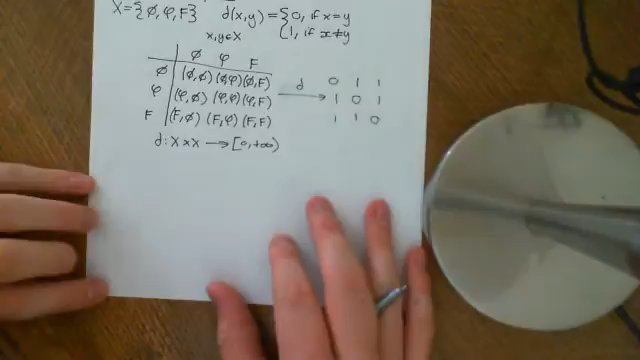 X = {∅, φ, F}   d(x,y) = {0, if x=y
x,y∈X   {1, if x≠y
∅ φ F
∅ (∅,∅) (∅,φ) (∅,F)   d   0 1 1
φ (φ,∅) (φ,φ) (φ,F)   →   1 0 1
F (F,∅) (F,φ) (F,F)   1 1 0
d: X×X → [0,+∞)